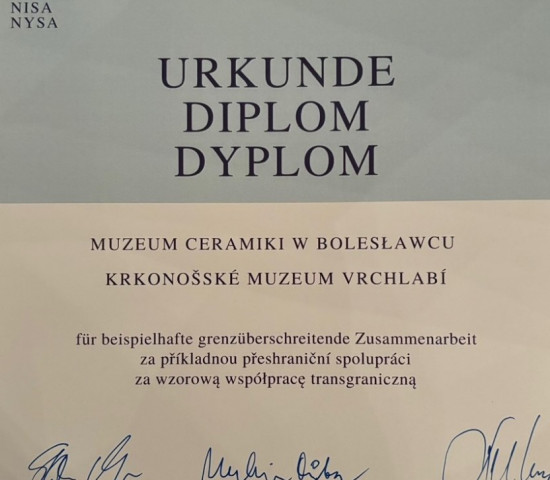 NISA
NYSA
URKUNDE
DIPLOM
DYPLOM
MUZEUM CERAMIKI W BOLESŁAWCU
KRKONOŠSKÉ MUZEUM VRCHLABÍ
für beispielhafte grenzüberschreitende Zusammenarbeit
za příkladnou přeshraniční spolupráci
za wzorową współpracę transgraniczną